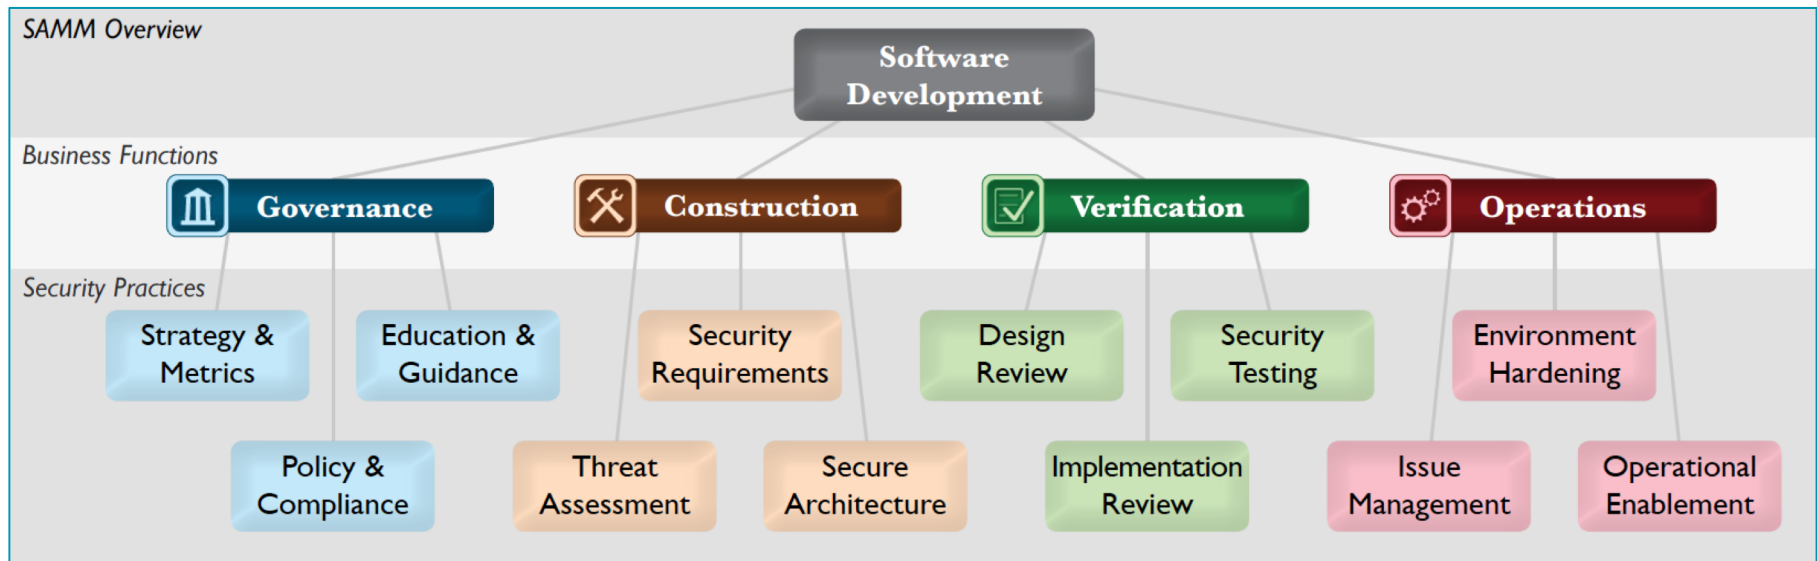 SAMM Overview
Software
Development
Business Functions
Governance
Construction
Verification
Operations
Security Practices
Strategy &
Metrics
Education &
Guidance
Security
Requirements
Design
Review
Security
Testing
Environment
Hardening
Policy &
Compliance
Threat
Assessment
Secure
Architecture
Implementation
Review
Issue
Management
Operational
Enablement